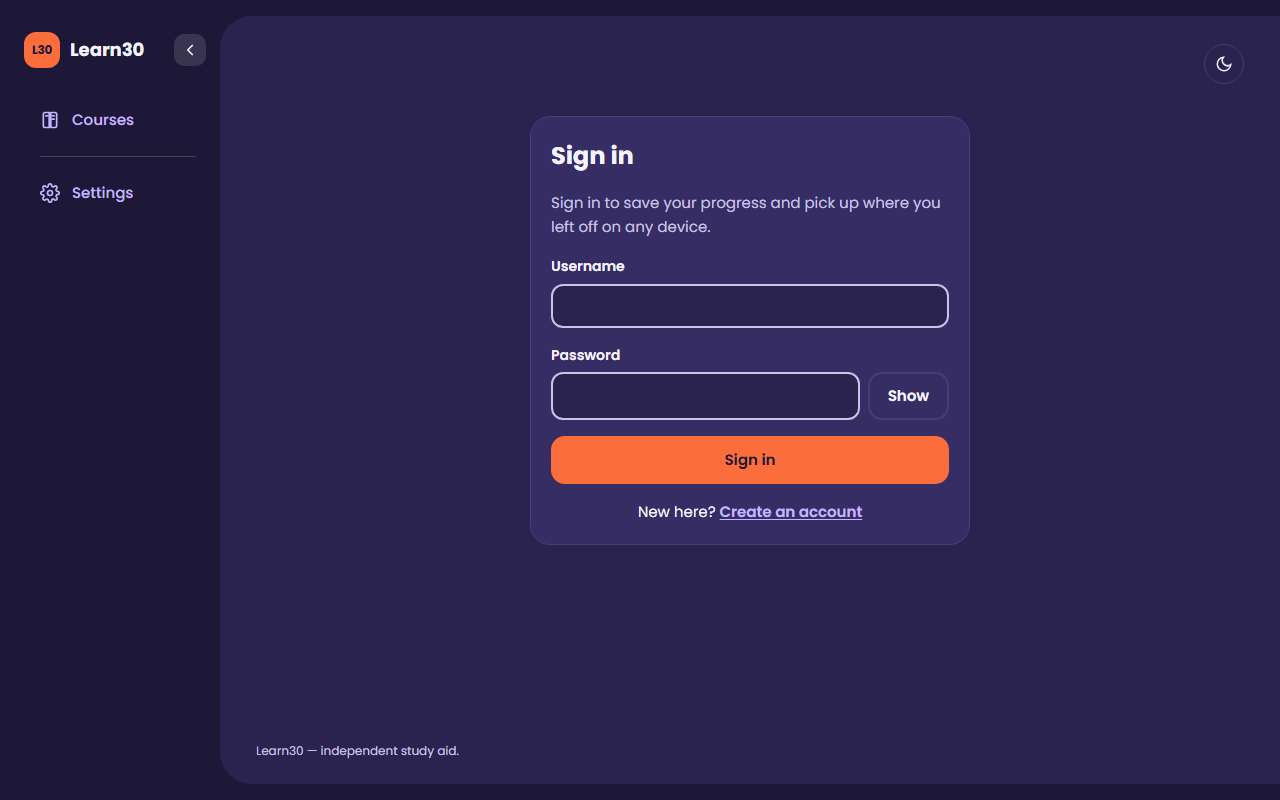 L30 Learn30
Courses
Settings
Sign in
Sign in to save your progress and pick up where you
left off on any device.
Username
Password
Show
Sign in
New here? Create an account
Learn30 — independent study aid.